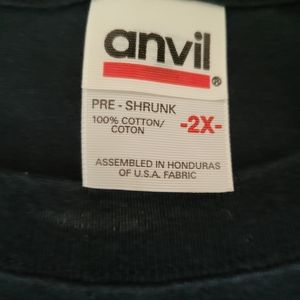 anvil®
PRE - SHRUNK
100% COTTON/
COTON
-2X-
ASSEMBLED IN HONDURAS
OF U.S.A. FABRIC